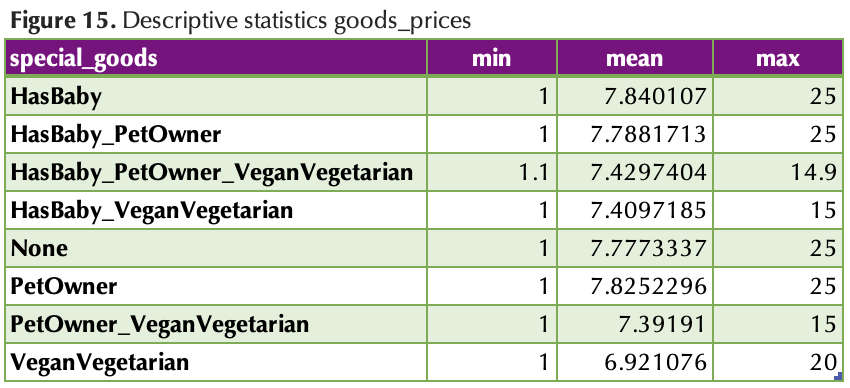 Figure 15. Descriptive statistics goods_prices
special_goods min mean max
HasBaby 1 7.840107 25
HasBaby_PetOwner 1 7.7881713 25
HasBaby_PetOwner_VeganVegetarian 1.1 7.4297404 14.9
HasBaby_VeganVegetarian 1 7.4097185 15
None 1 7.7773337 25
PetOwner 1 7.8252296 25
PetOwner_VeganVegetarian 1 7.39191 15
VeganVegetarian 1 6.921076 20